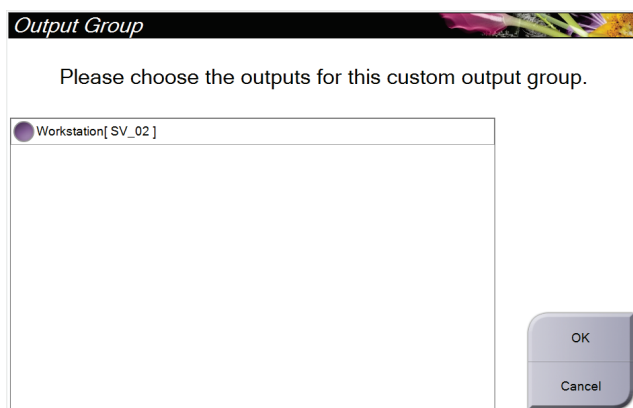 Output Group
Please choose the outputs for this custom output group.
Workstation[ SV_02 ]
OK
Cancel